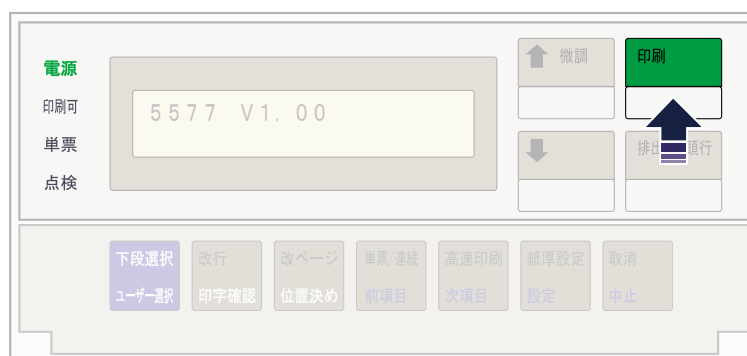 電源
印刷可
単票
点検
5577 V1.00
微調
印刷
排出 頭行
下段選択 改行 改ページ 単票/連続 高速印刷 紙厚設定 取消
ユーザー選択 印字確認 位置決め 前項目 次項目 設定 中止